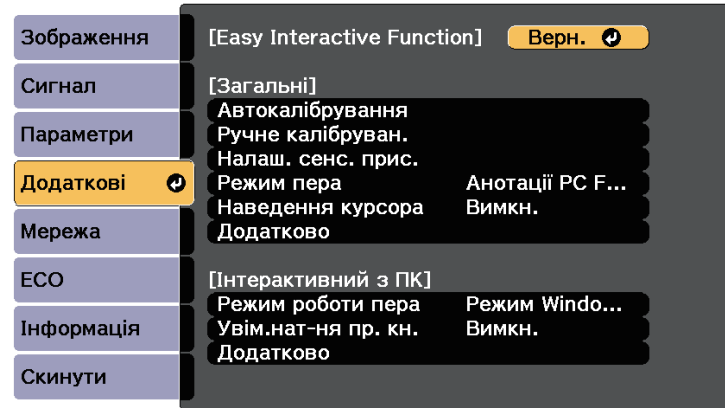 Зображення
Сигнал
Параметри
Додаткові
Мережа
ECO
Інформація
Скинути
[Easy Interactive Function] Верн.
[Загальні]
Автокалібрування
Ручне калібруван.
Налаш. сенс. прис.
Режим пера Анотації PC F...
Наведення курсора Вимкн.
Додатково
[Інтерактивний з ПК]
Режим роботи пера Режим Windo...
Увім.нат-ня пр. кн. Вимкн.
Додатково